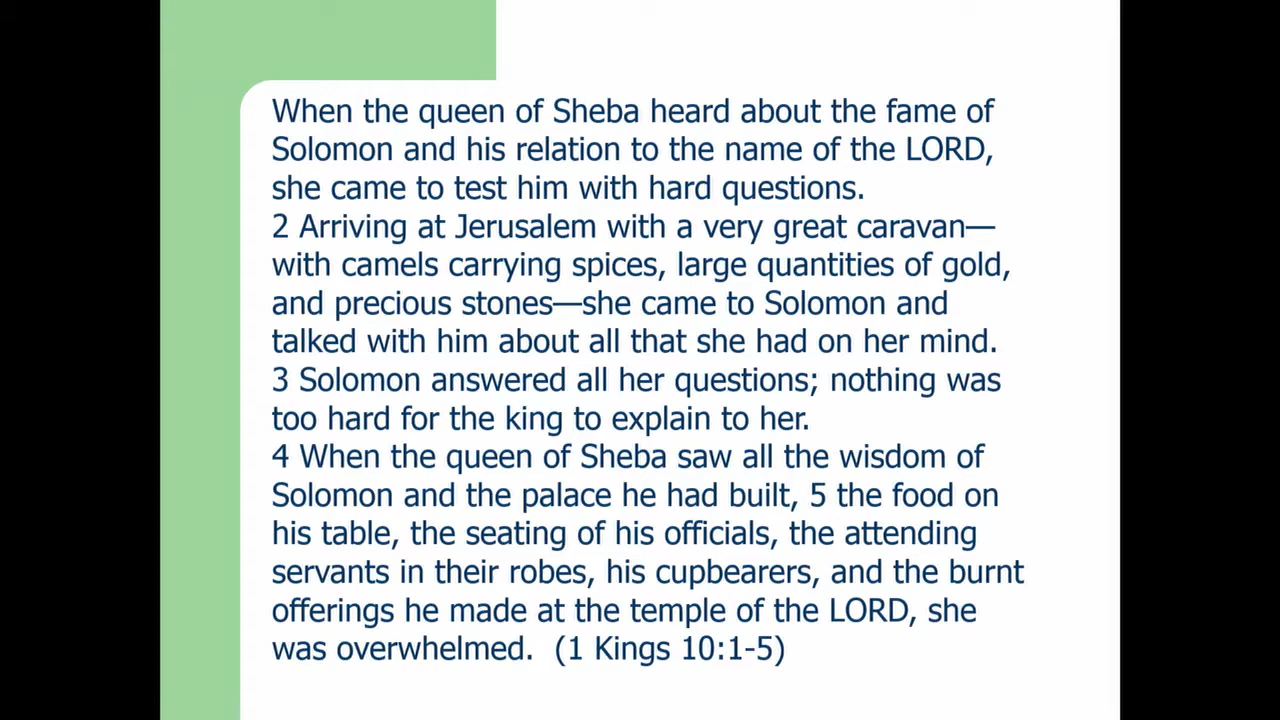 When the queen of Sheba heard about the fame of
Solomon and his relation to the name of the LORD,
she came to test him with hard questions.
2 Arriving at Jerusalem with a very great caravan—
with camels carrying spices, large quantities of gold,
and precious stones—she came to Solomon and
talked with him about all that she had on her mind.
3 Solomon answered all her questions; nothing was
too hard for the king to explain to her.
4 When the queen of Sheba saw all the wisdom of
Solomon and the palace he had built, 5 the food on
his table, the seating of his officials, the attending
servants in their robes, his cupbearers, and the burnt
offerings he made at the temple of the LORD, she
was overwhelmed.  (1 Kings 10:1-5)